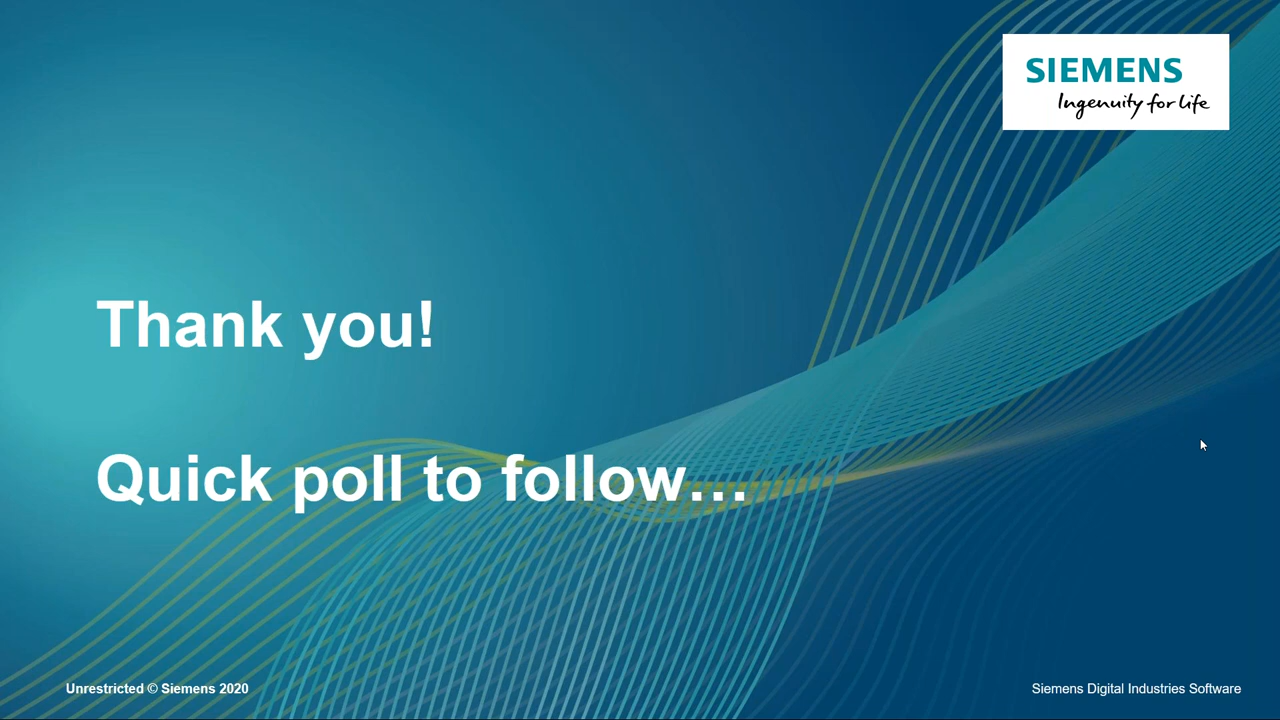 SIEMENS
Ingenuity for life
Thank you!
Quick poll to follow...
Unrestricted © Siemens 2020
Siemens Digital Industries Software